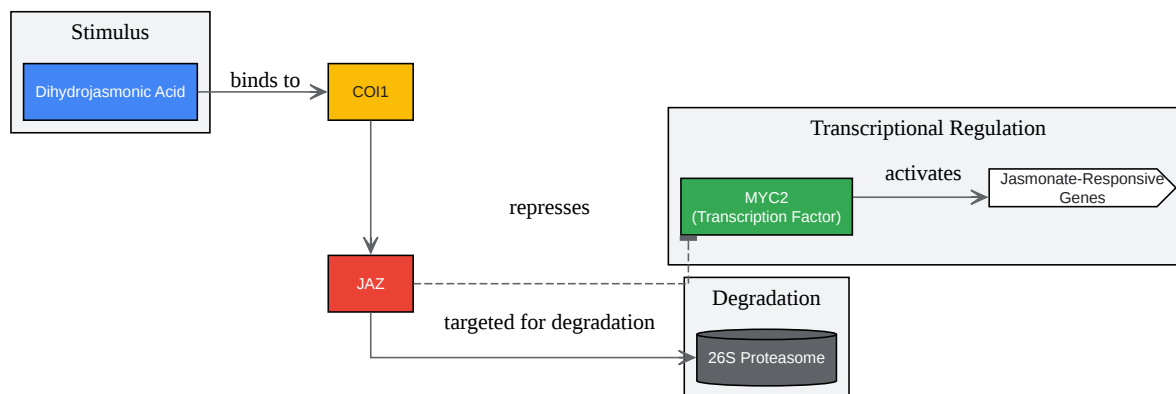 Stimulus
Dihydrojasmonic Acid
binds to
COI1
Transcriptional Regulation
activates
MYC2
(Transcription Factor)
Jasmonate-Responsive
Genes
represses
JAZ
Degradation
targeted for degradation
26S Proteasome